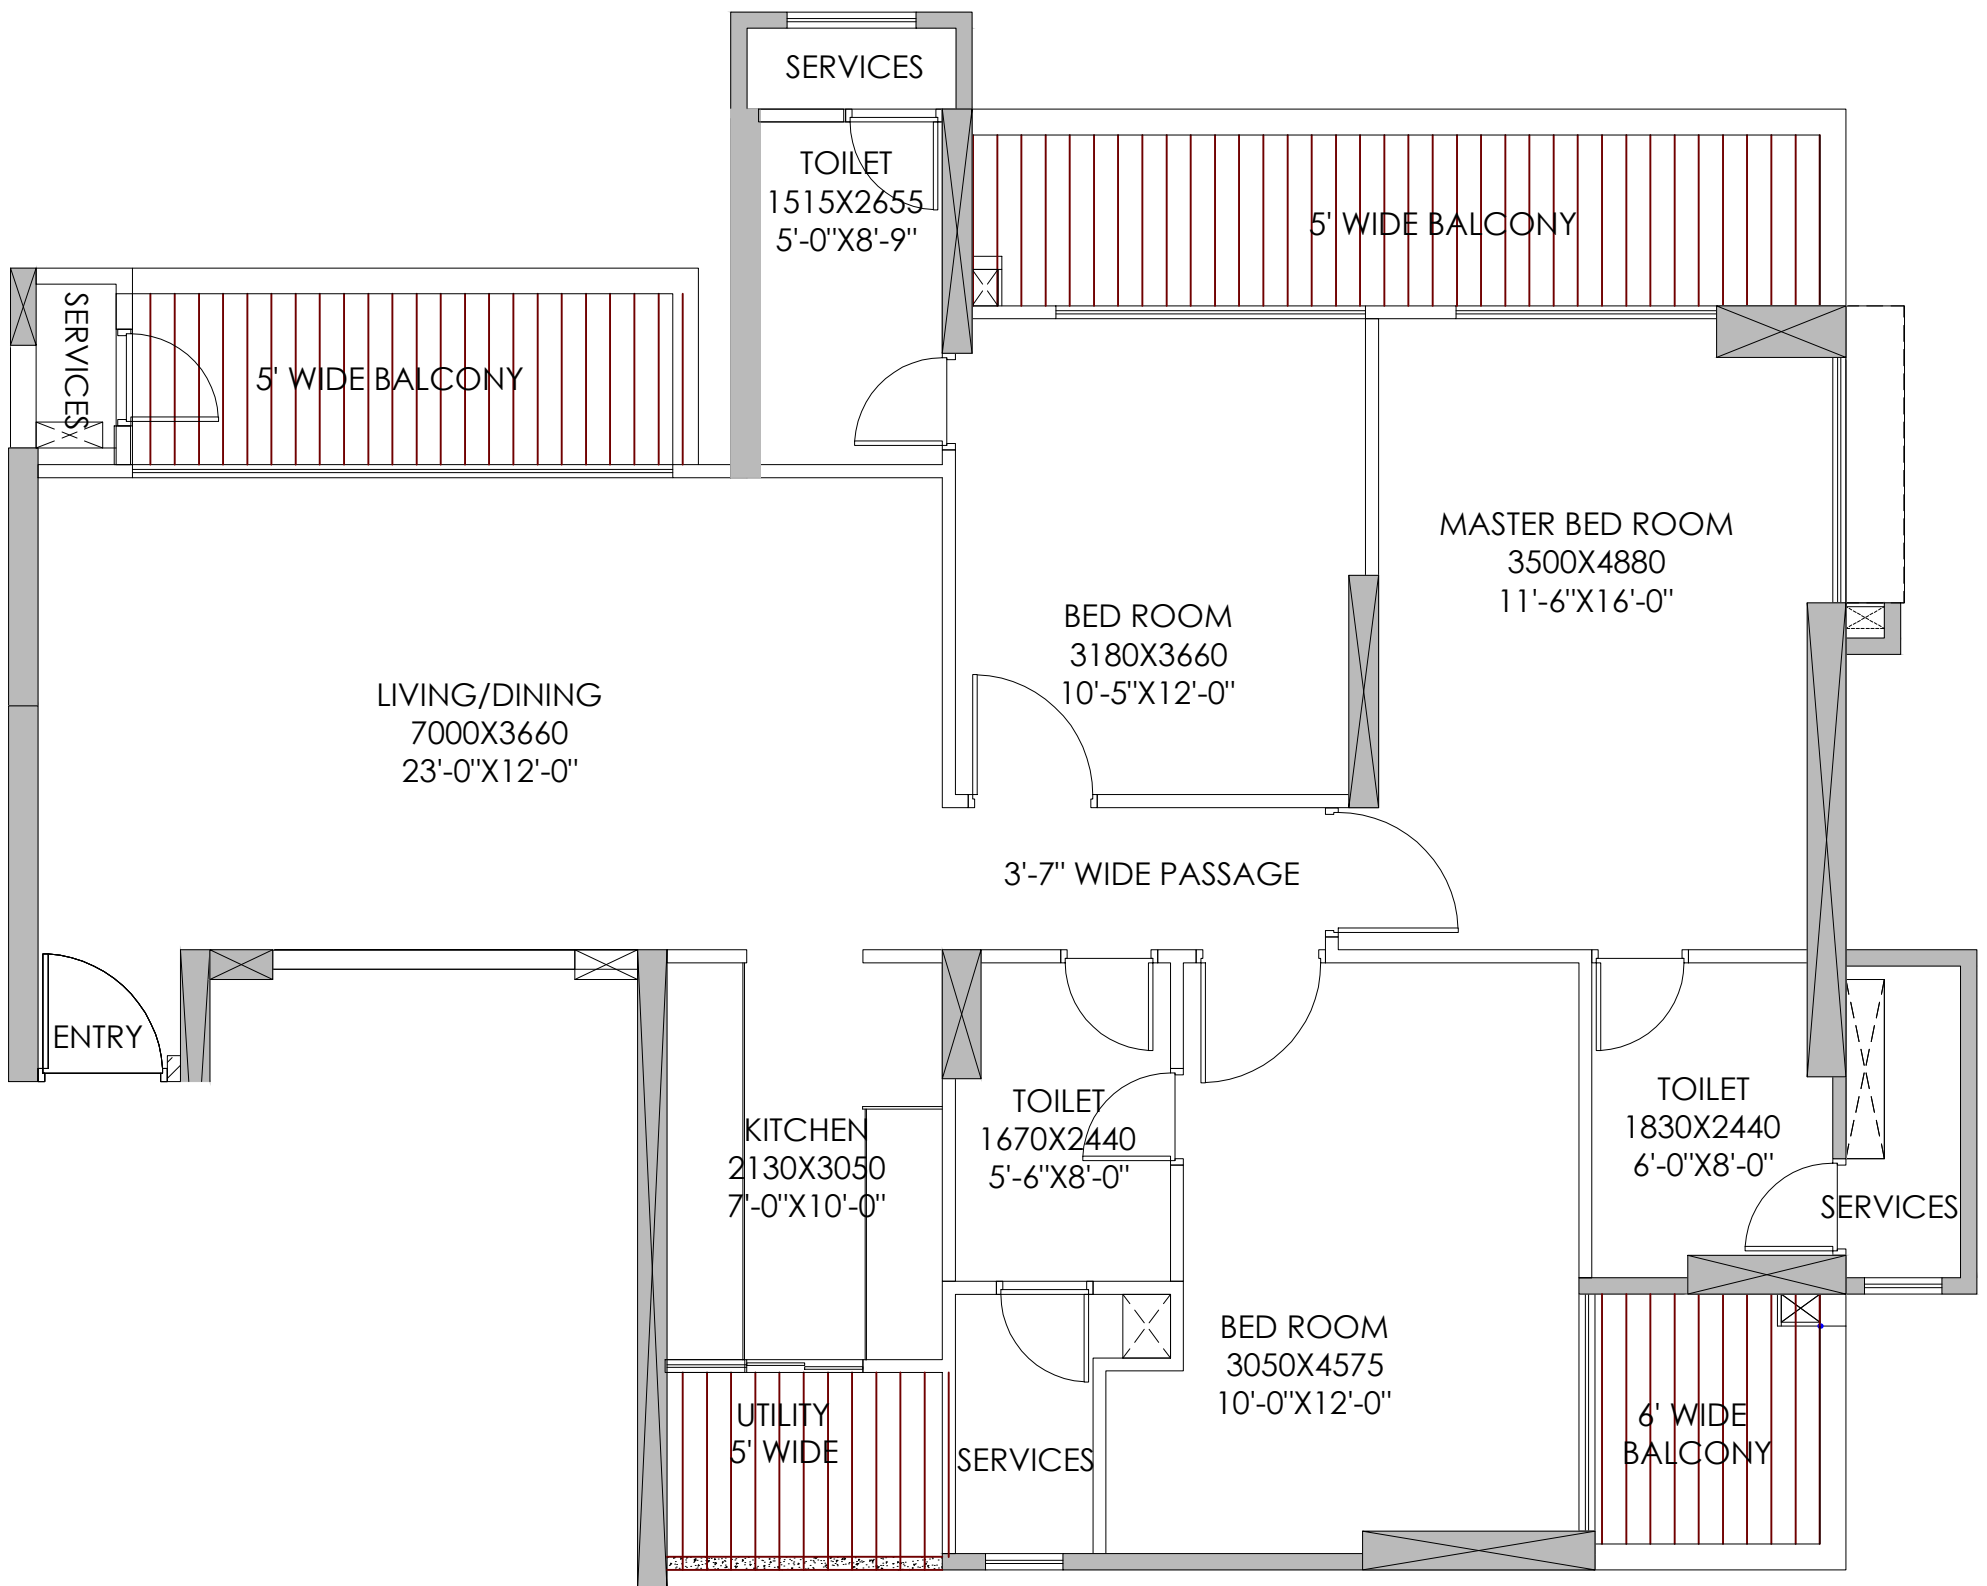 SERVICES
TOILET
1515X2655
5'-0"X8'-9"
5' WIDE BALCONY
SERVICES
5' WIDE BALCONY
MASTER BED ROOM
3500X4880
11'-6"X16'-0"
BED ROOM
3180X3660
10'-5"X12'-0"
LIVING/DINING
7000X3660
23'-0"X12'-0"
3'-7" WIDE PASSAGE
ENTRY
KITCHEN
2130X3050
7'-0"X10'-0"
TOILET
1670X2440
5'-6"X8'-0"
TOILET
1830X2440
6'-0"X8'-0"
SERVICES
BED ROOM
3050X4575
10'-0"X12'-0"
UTILITY
5' WIDE
SERVICES
6' WIDE
BALCONY